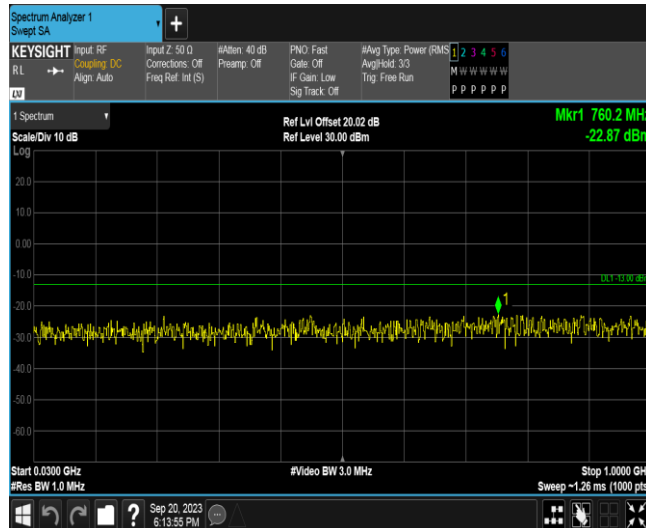 Spectrum Analyzer 1
Swept SA
+
KEYSIGHT Input: RF Input Z: 50 Ω #Atten: 40 dB PNO: Fast #Avg Type: Power (RMS 1 2 3 4 5 6
RL Coupling: DC Corrections: Off Preamp: Off Gate: Off Avg|Hold: 3/3 M W W W W W
Align: Auto Freq Ref: Int (S) IF Gain: Low Trig: Free Run
Sig Track: Off P P P P P P
LXI
1 Spectrum
Ref Lvl Offset 20.02 dB Mkr1 760.2 MHz
Scale/Div 10 dB Ref Level 30.00 dBm -22.87 dBm
Log
20.0
10.0
0.00
-10.0
DL1 -13.00 dBm
1
-20.0
-30.0
-40.0
-50.0
-60.0
Start 0.0300 GHz #Video BW 3.0 MHz Stop 1.0000 GHz
#Res BW 1.0 MHz Sweep ~1.26 ms (1000 pts
? Sep 20, 2023
6:13:55 PM